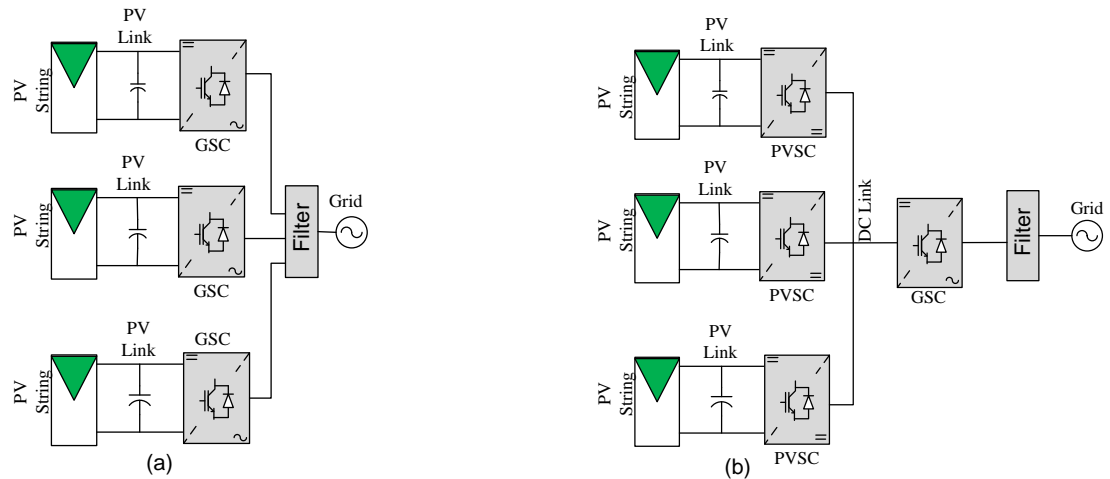 PV
Link
PV
String
GSC
PV
Link
PV
String
GSC
PV
Link
PV
String
GSC
Filter
Grid
(a)
PV
Link
PV
String
PVSC
PV
Link
PV
String
PVSC
PV
Link
PV
String
PVSC
DC Link
GSC
Filter
Grid
(b)